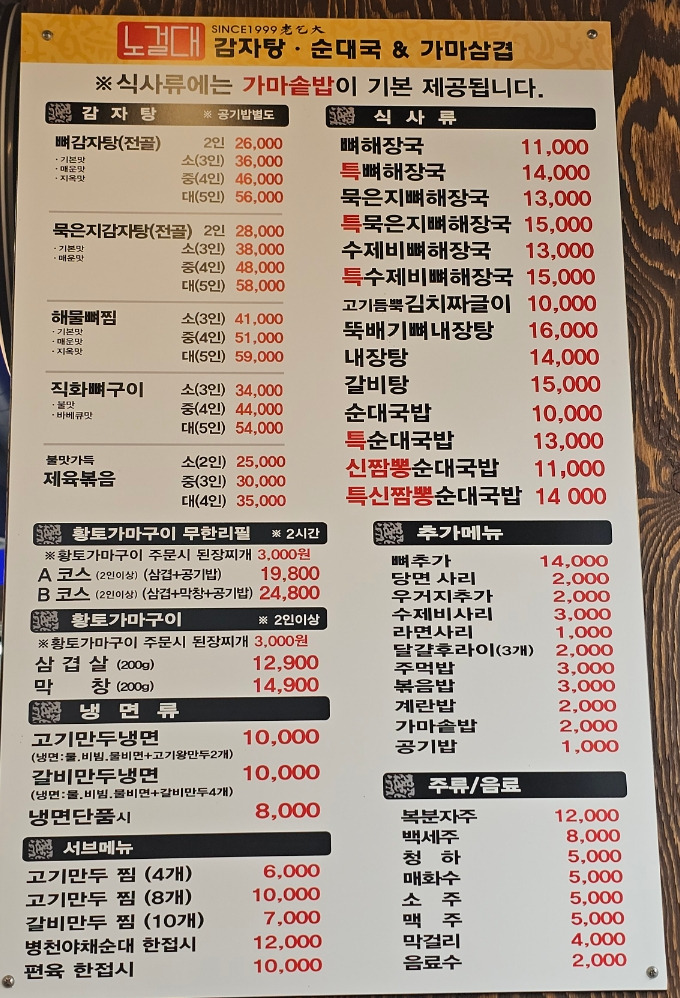 노걸대 SINCE1999 老乞大
감자탕 · 순대국 & 가마삼겹
※식사류에는 가마솥밥이 기본 제공됩니다.
감자탕 ※ 공기밥별도
뼈감자탕(전골) 2인 26,000
· 기본맛 소(3인) 36,000
· 매운맛
· 지옥맛 중(4인) 46,000
대(5인) 56,000
묵은지감자탕(전골) 2인 28,000
· 기본맛 소(3인) 38,000
· 매운맛
중(4인) 48,000
대(5인) 58,000
해물뼈찜 소(3인) 41,000
· 기본맛
· 매운맛 중(4인) 51,000
· 지옥맛 대(5인) 59,000
직화뼈구이 소(3인) 34,000
· 불맛 중(4인) 44,000
· 바베큐맛
대(5인) 54,000
불맛가득 소(2인) 25,000
제육볶음 중(3인) 30,000
대(4인) 35,000
황토가마구이 무한리필 ※ 2시간
※황토가마구이 주문시 된장찌개 3,000원
A 코스 (2인이상) (삼겹+공기밥) 19,800
B 코스 (2인이상) (삼겹+막창+공기밥) 24,800
황토가마구이 ※ 2인이상
※황토가마구이 주문시 된장찌개 3,000원
삼겹살 (200g) 12,900
막창 (200g) 14,900
냉면류
고기만두냉면 10,000
(냉면:물.비빔.물비면+고기왕만두2개)
갈비만두냉면 10,000
(냉면:물.비빔.물비면+갈비만두4개)
냉면단품시 8,000
서브메뉴
고기만두 찜 (4개) 6,000
고기만두 찜 (8개) 10,000
갈비만두 찜 (10개) 7,000
병천야채순대 한접시 12,000
편육 한접시 10,000
식사류
뼈해장국 11,000
특뼈해장국 14,000
묵은지뼈해장국 13,000
특묵은지뼈해장국 15,000
수제비뼈해장국 13,000
특수제비뼈해장국 15,000
고기듬뿍김치짜글이 10,000
뚝배기뼈내장탕 16,000
내장탕 14,000
갈비탕 15,000
순대국밥 10,000
특순대국밥 13,000
신짬뽕순대국밥 11,000
특신짬뽕순대국밥 14 000
추가메뉴
뼈추가 14,000
당면 사리 2,000
우거지추가 2,000
수제비사리 3,000
라면사리 1,000
달걀후라이(3개) 2,000
주먹밥 3,000
볶음밥 3,000
계란밥 2,000
가마솥밥 2,000
공기밥 1,000
주류/음료
복분자주 12,000
백세주 8,000
청하 5,000
매화수 5,000
소주 5,000
맥주 5,000
막걸리 4,000
음료수 2,000